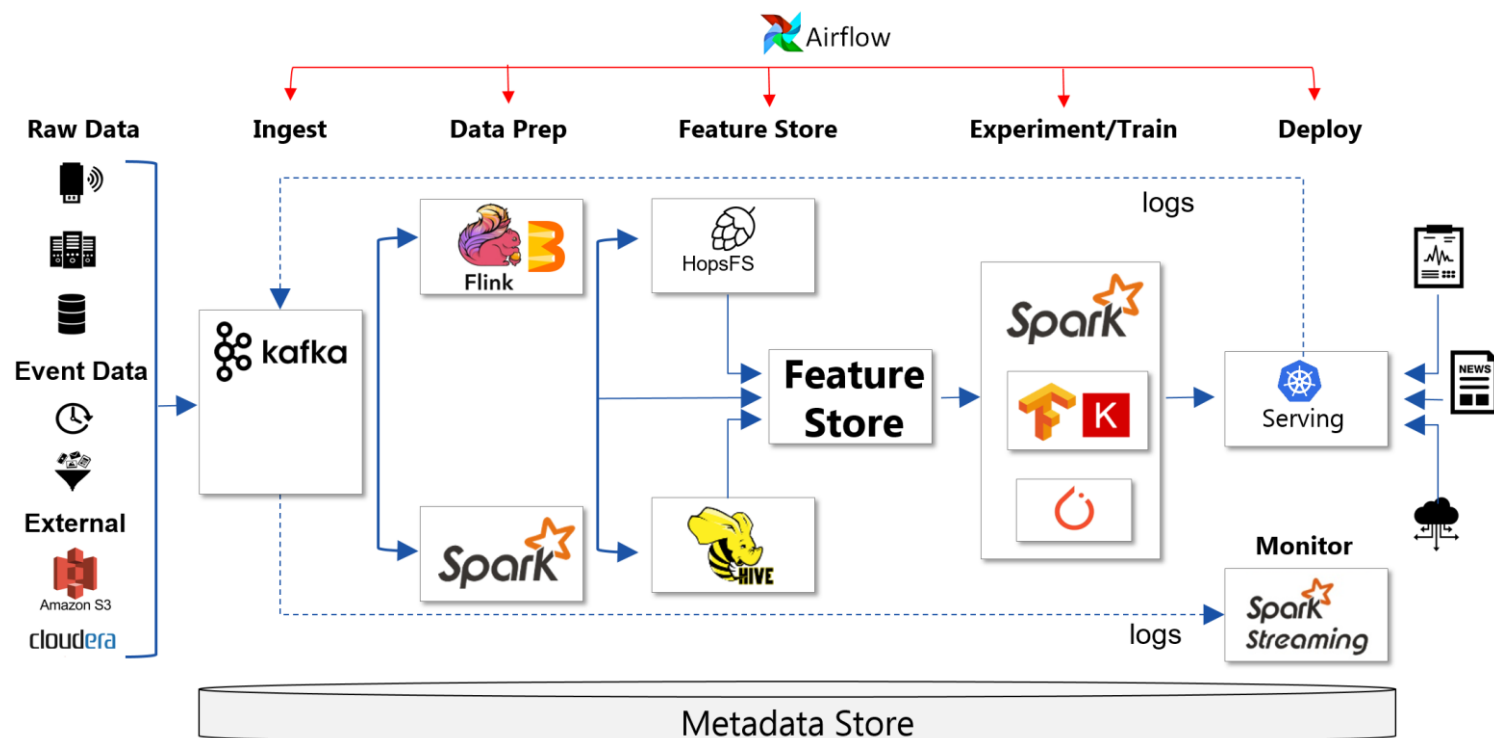 Airflow
Raw Data
Ingest
Data Prep
Feature Store
Experiment/Train
Deploy
logs
Flink
HopsFS
Spark
kafka
Event Data
Feature
Store
K
Serving
NEWS
External
Amazon S3
cloudera
Spark
HIVE
Monitor
Spark
Streaming
logs
Metadata Store